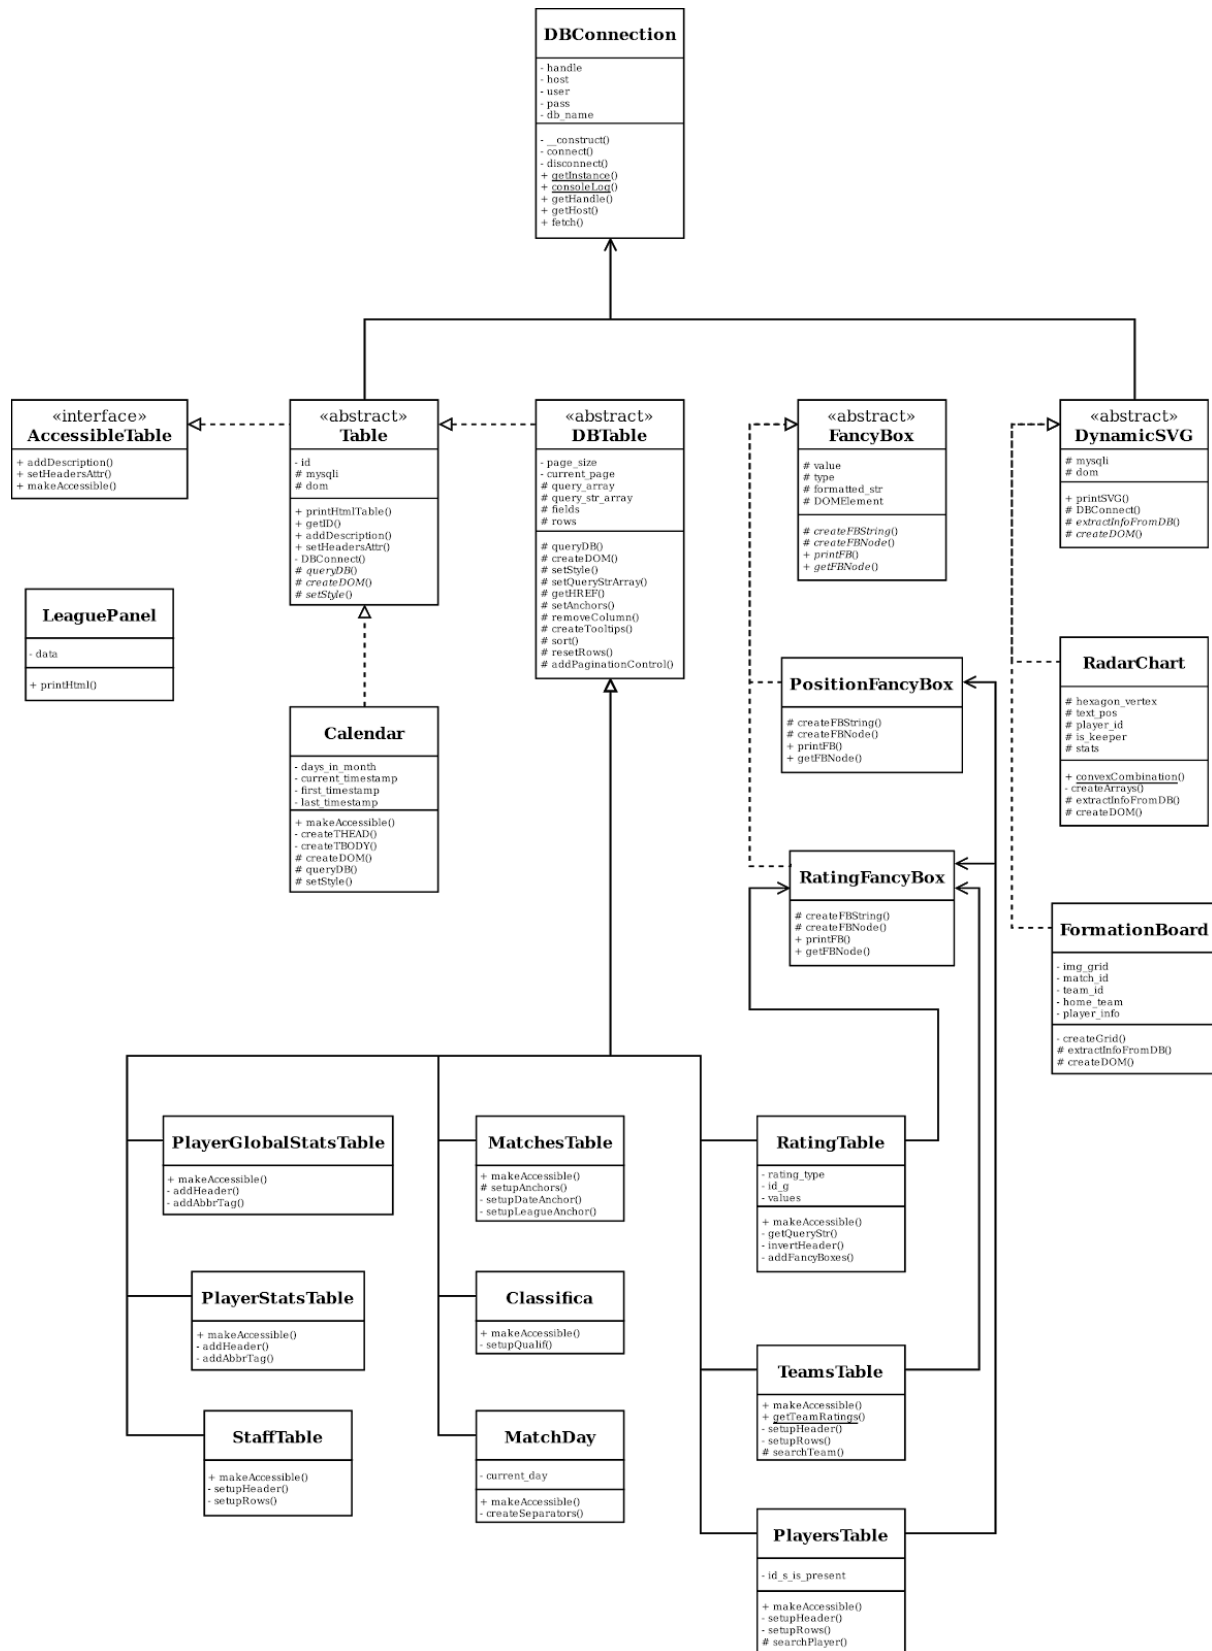 DBConnection
- handle
- host
- user
- pass
- db_name
- __construct()
- connect()
- disconnect()
+ getInstance()
+ consoleLog()
+ getHandle()
+ getHost()
+ fetch()
«interface»
AccessibleTable
+ addDescription()
+ setHeadersAttr()
+ makeAccessible()
«abstract»
Table
- id
# mysqli
# dom
+ printHtmlTable()
+ getID()
+ addDescription()
+ setHeadersAttr()
- DBConnect()
# queryDB()
# createDOM()
# setStyle()
«abstract»
DBTable
- page_size
- current_page
# query_array
# query_str_array
# fields
# rows
# queryDB()
# createDOM()
# setStyle()
# setQueryStrArray()
# getHREF()
# setAnchors()
# removeColumn()
# createTooltips()
# sort()
# resetRows()
# addPaginationControl()
«abstract»
FancyBox
# value
# type
# formatted_str
# DOMElement
# createFBString()
# createFBNode()
+ printFB()
+ getFBNode()
«abstract»
DynamicSVG
# mysqli
# dom
+ printSVG()
# DBConnect()
# extractInfoFromDB()
# createDOM()
LeaguePanel
- data
+ printHtml()
Calendar
- days_in_month
- current_timestamp
- first_timestamp
- last_timestamp
+ makeAccessible()
- createTHEAD()
- createTBODY()
# createDOM()
# queryDB()
# setStyle()
PositionFancyBox
# createFBString()
# createFBNode()
+ printFB()
+ getFBNode()
RadarChart
# hexagon_vertex
# text_pos
# player_id
# is_keeper
# stats
+ convexCombination()
- createArrays()
# extractInfoFromDB()
# createDOM()
RatingFancyBox
# createFBString()
# createFBNode()
+ printFB()
+ getFBNode()
FormationBoard
- img_grid
- match_id
- team_id
- home_team
- player_info
- createGrid()
# extractInfoFromDB()
# createDOM()
PlayerGlobalStatsTable
+ makeAccessible()
- addHeader()
- addAbbrTag()
MatchesTable
+ makeAccessible()
# setupAnchors()
- setupDateAnchor()
- setupLeagueAnchor()
RatingTable
- rating_type
- id_g
- values
+ makeAccessible()
- getQueryStr()
- invertHeader()
- addFancyBoxes()
PlayerStatsTable
+ makeAccessible()
- addHeader()
- addAbbrTag()
Classifica
+ makeAccessible()
- setupQualif()
TeamsTable
+ makeAccessible()
+ getTeamRatings()
- setupHeader()
- setupRows()
# searchTeam()
StaffTable
+ makeAccessible()
- setupHeader()
- setupRows()
MatchDay
- current_day
+ makeAccessible()
- createSeparators()
PlayersTable
- id_s_is_present
+ makeAccessible()
- setupHeader()
- setupRows()
# searchPlayer()